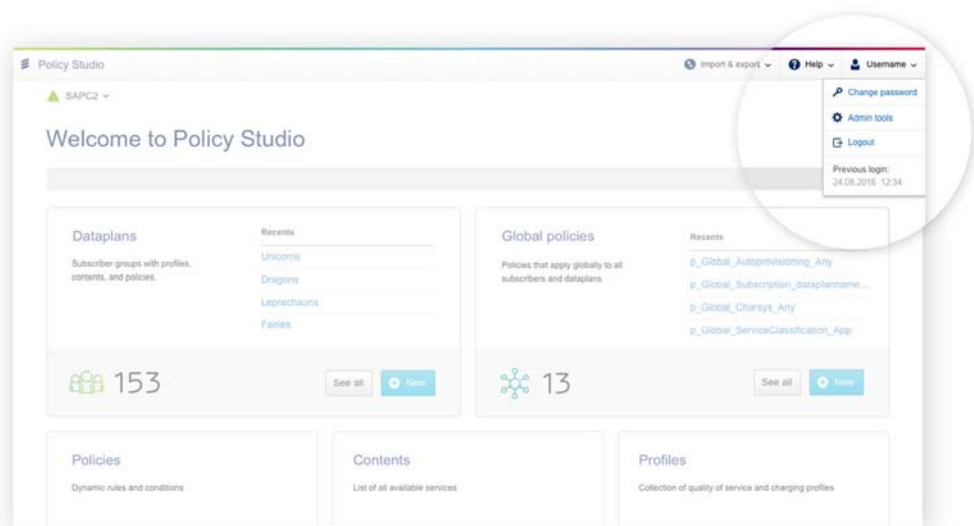 Policy Studio
Import & export
Help
Username
SAPC2
Change password
Admin tools
Logout
Previous login:
24.08.2016 12:34
Welcome to Policy Studio
Dataplans
Subscriber groups with profiles,
contents, and policies.
Recents
Unicorns
Dragons
Leprechauns
Fairies
153
See all
New
Global policies
Policies that apply globally to all
subscribers and dataplans
Recents
p_Global_Autoprovisioning_Any
p_Global_Subscription_dataplanname...
p_Global_Charsys_Any
p_Global_ServiceClassification_App
13
See all
New
Policies
Dynamic rules and conditions
Contents
List of all available services
Profiles
Collection of quality of service and charging profiles